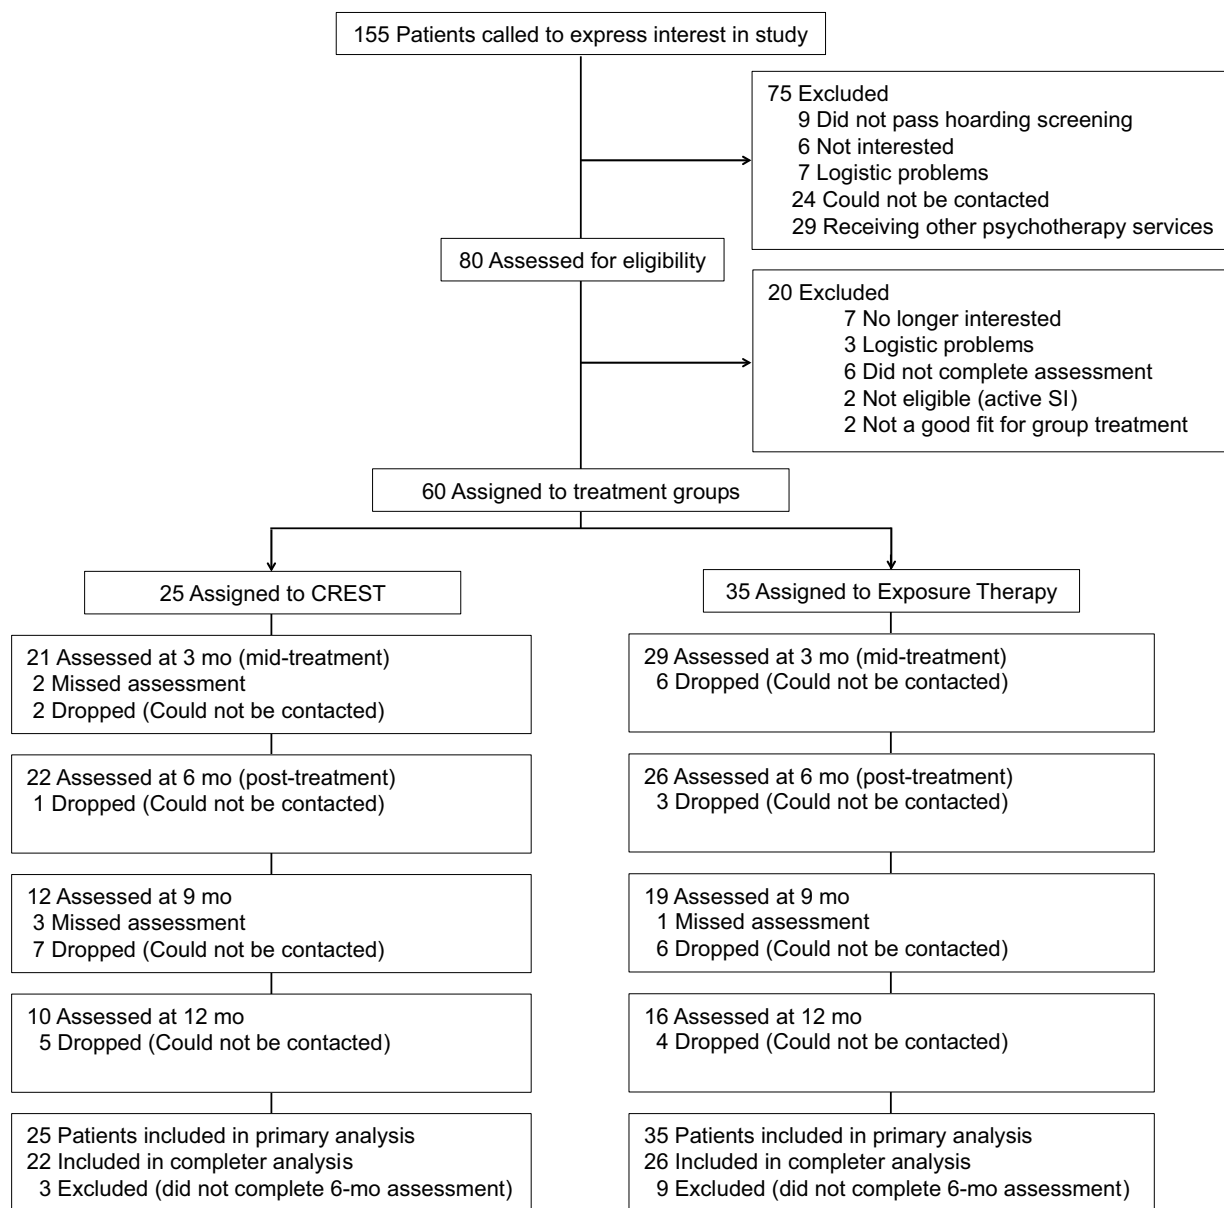 155 Patients called to express interest in study
75 Excluded
9 Did not pass hoarding screening
6 Not interested
7 Logistic problems
24 Could not be contacted
29 Receiving other psychotherapy services
80 Assessed for eligibility
20 Excluded
7 No longer interested
3 Logistic problems
6 Did not complete assessment
2 Not eligible (active SI)
2 Not a good fit for group treatment
60 Assigned to treatment groups
25 Assigned to CREST
21 Assessed at 3 mo (mid-treatment)
2 Missed assessment
2 Dropped (Could not be contacted)
22 Assessed at 6 mo (post-treatment)
1 Dropped (Could not be contacted)
12 Assessed at 9 mo
3 Missed assessment
7 Dropped (Could not be contacted)
10 Assessed at 12 mo
5 Dropped (Could not be contacted)
25 Patients included in primary analysis
22 Included in completer analysis
3 Excluded (did not complete 6-mo assessment)
35 Assigned to Exposure Therapy
29 Assessed at 3 mo (mid-treatment)
6 Dropped (Could not be contacted)
26 Assessed at 6 mo (post-treatment)
3 Dropped (Could not be contacted)
19 Assessed at 9 mo
1 Missed assessment
6 Dropped (Could not be contacted)
16 Assessed at 12 mo
4 Dropped (Could not be contacted)
35 Patients included in primary analysis
26 Included in completer analysis
9 Excluded (did not complete 6-mo assessment)